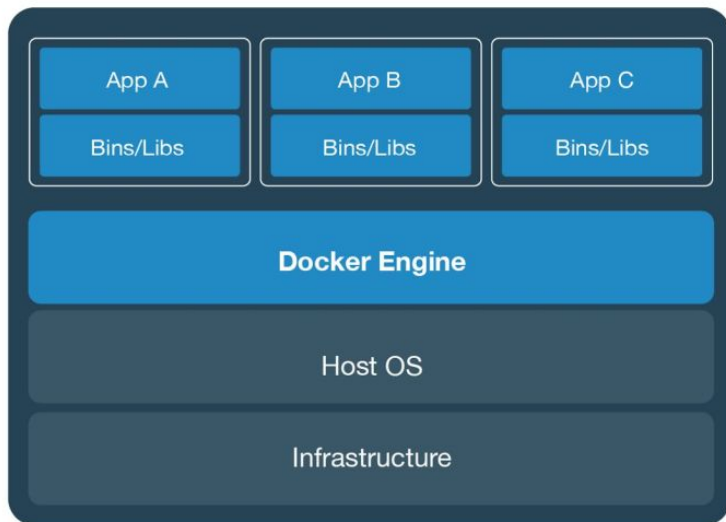 App A
App B
App C
Bins/Libs
Bins/Libs
Bins/Libs
Docker Engine
Host OS
Infrastructure